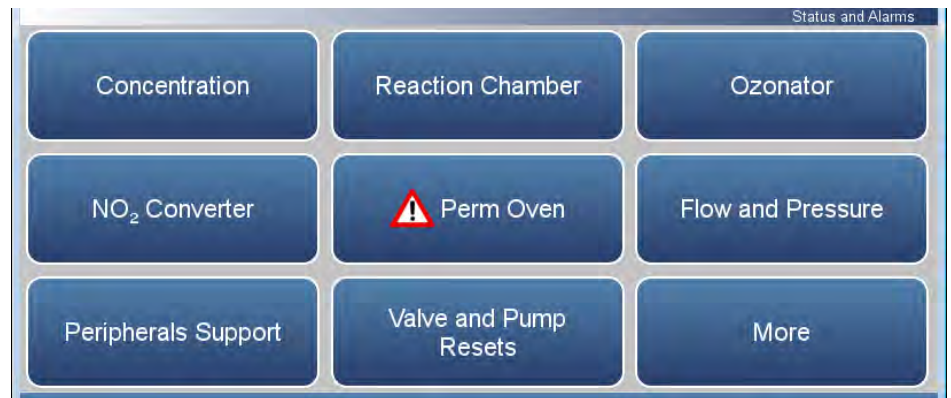 Status and Alarms
Concentration
Reaction Chamber
Ozonator
NO₂ Converter
Perm Oven
Flow and Pressure
Peripherals Support
Valve and Pump
Resets
More